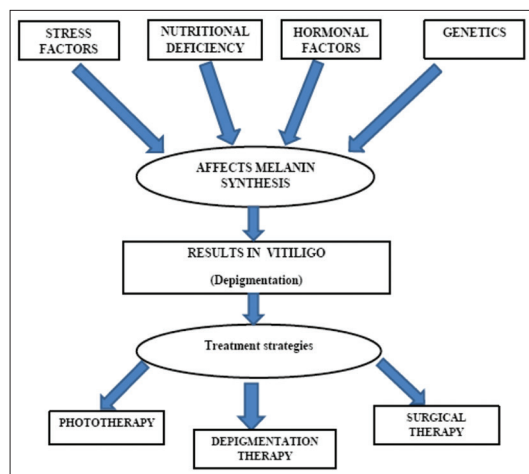 STRESS
FACTORS
NUTRITIONAL
DEFICIENCY
HORMONAL
FACTORS
GENETICS
AFFECTS MELANIN
SYNTHESIS
RESULTS IN VITILIGO
(Depigmentation)
Treatment strategies
PHOTOTHERAPY
DEPIGMENTATION
THERAPY
SURGICAL
THERAPY